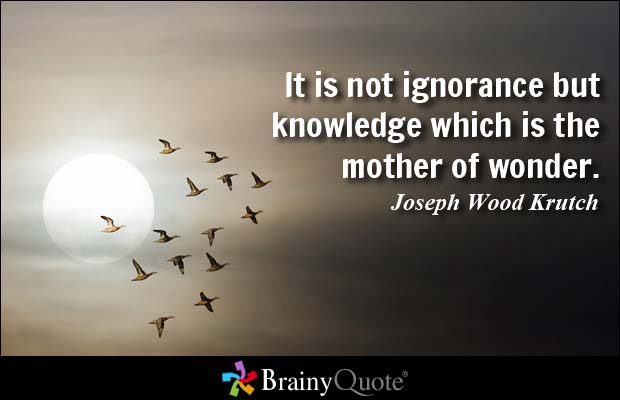 It is not ignorance but
knowledge which is the
mother of wonder.
Joseph Wood Krutch
BrainyQuote®